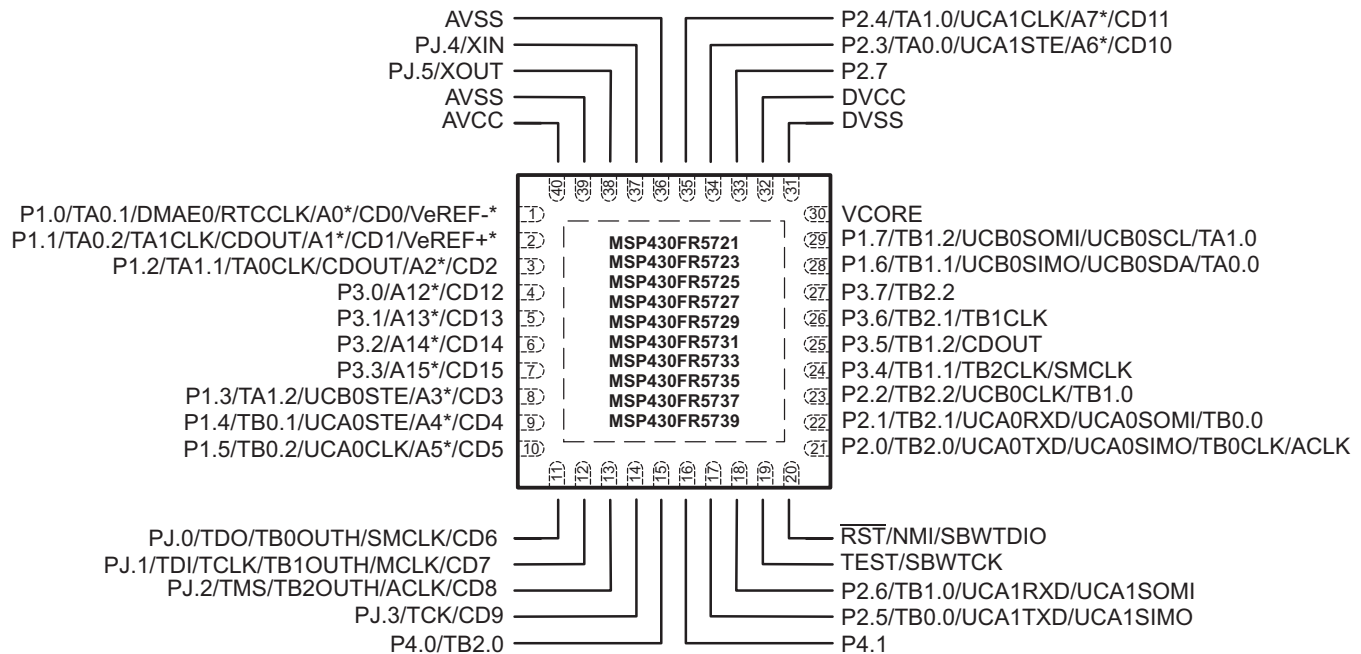 AVSS
PJ.4/XIN
PJ.5/XOUT
AVSS
AVCC
P2.4/TA1.0/UCA1CLK/A7*/CD11
P2.3/TA0.0/UCA1STE/A6*/CD10
P2.7
DVCC
DVSS
40
39
38
37
36
35
34
33
32
31
P1.0/TA0.1/DMAE0/RTCCLK/A0*/CD0/VeREF-*
P1.1/TA0.2/TA1CLK/CDOUT/A1*/CD1/VeREF+*
P1.2/TA1.1/TA0CLK/CDOUT/A2*/CD2
P3.0/A12*/CD12
P3.1/A13*/CD13
P3.2/A14*/CD14
P3.3/A15*/CD15
P1.3/TA1.2/UCB0STE/A3*/CD3
P1.4/TB0.1/UCA0STE/A4*/CD4
P1.5/TB0.2/UCA0CLK/A5*/CD5
1
2
3
4
5
6
7
8
9
10
MSP430FR5721
MSP430FR5723
MSP430FR5725
MSP430FR5727
MSP430FR5729
MSP430FR5731
MSP430FR5733
MSP430FR5735
MSP430FR5737
MSP430FR5739
30 VCORE
29 P1.7/TB1.2/UCB0SOMI/UCB0SCL/TA1.0
28 P1.6/TB1.1/UCB0SIMO/UCB0SDA/TA0.0
27 P3.7/TB2.2
26 P3.6/TB2.1/TB1CLK
25 P3.5/TB1.2/CDOUT
24 P3.4/TB1.1/TB2CLK/SMCLK
23 P2.2/TB2.2/UCB0CLK/TB1.0
22 P2.1/TB2.1/UCA0RXD/UCA0SOMI/TB0.0
21 P2.0/TB2.0/UCA0TXD/UCA0SIMO/TB0CLK/ACLK
11
12
13
14
15
16
17
18
19
20
PJ.0/TDO/TB0OUTH/SMCLK/CD6
PJ.1/TDI/TCLK/TB1OUTH/MCLK/CD7
PJ.2/TMS/TB2OUTH/ACLK/CD8
PJ.3/TCK/CD9
P4.0/TB2.0
RST/NMI/SBWTDIO
TEST/SBWTCK
P2.6/TB1.0/UCA1RXD/UCA1SOMI
P2.5/TB0.0/UCA1TXD/UCA1SIMO
P4.1